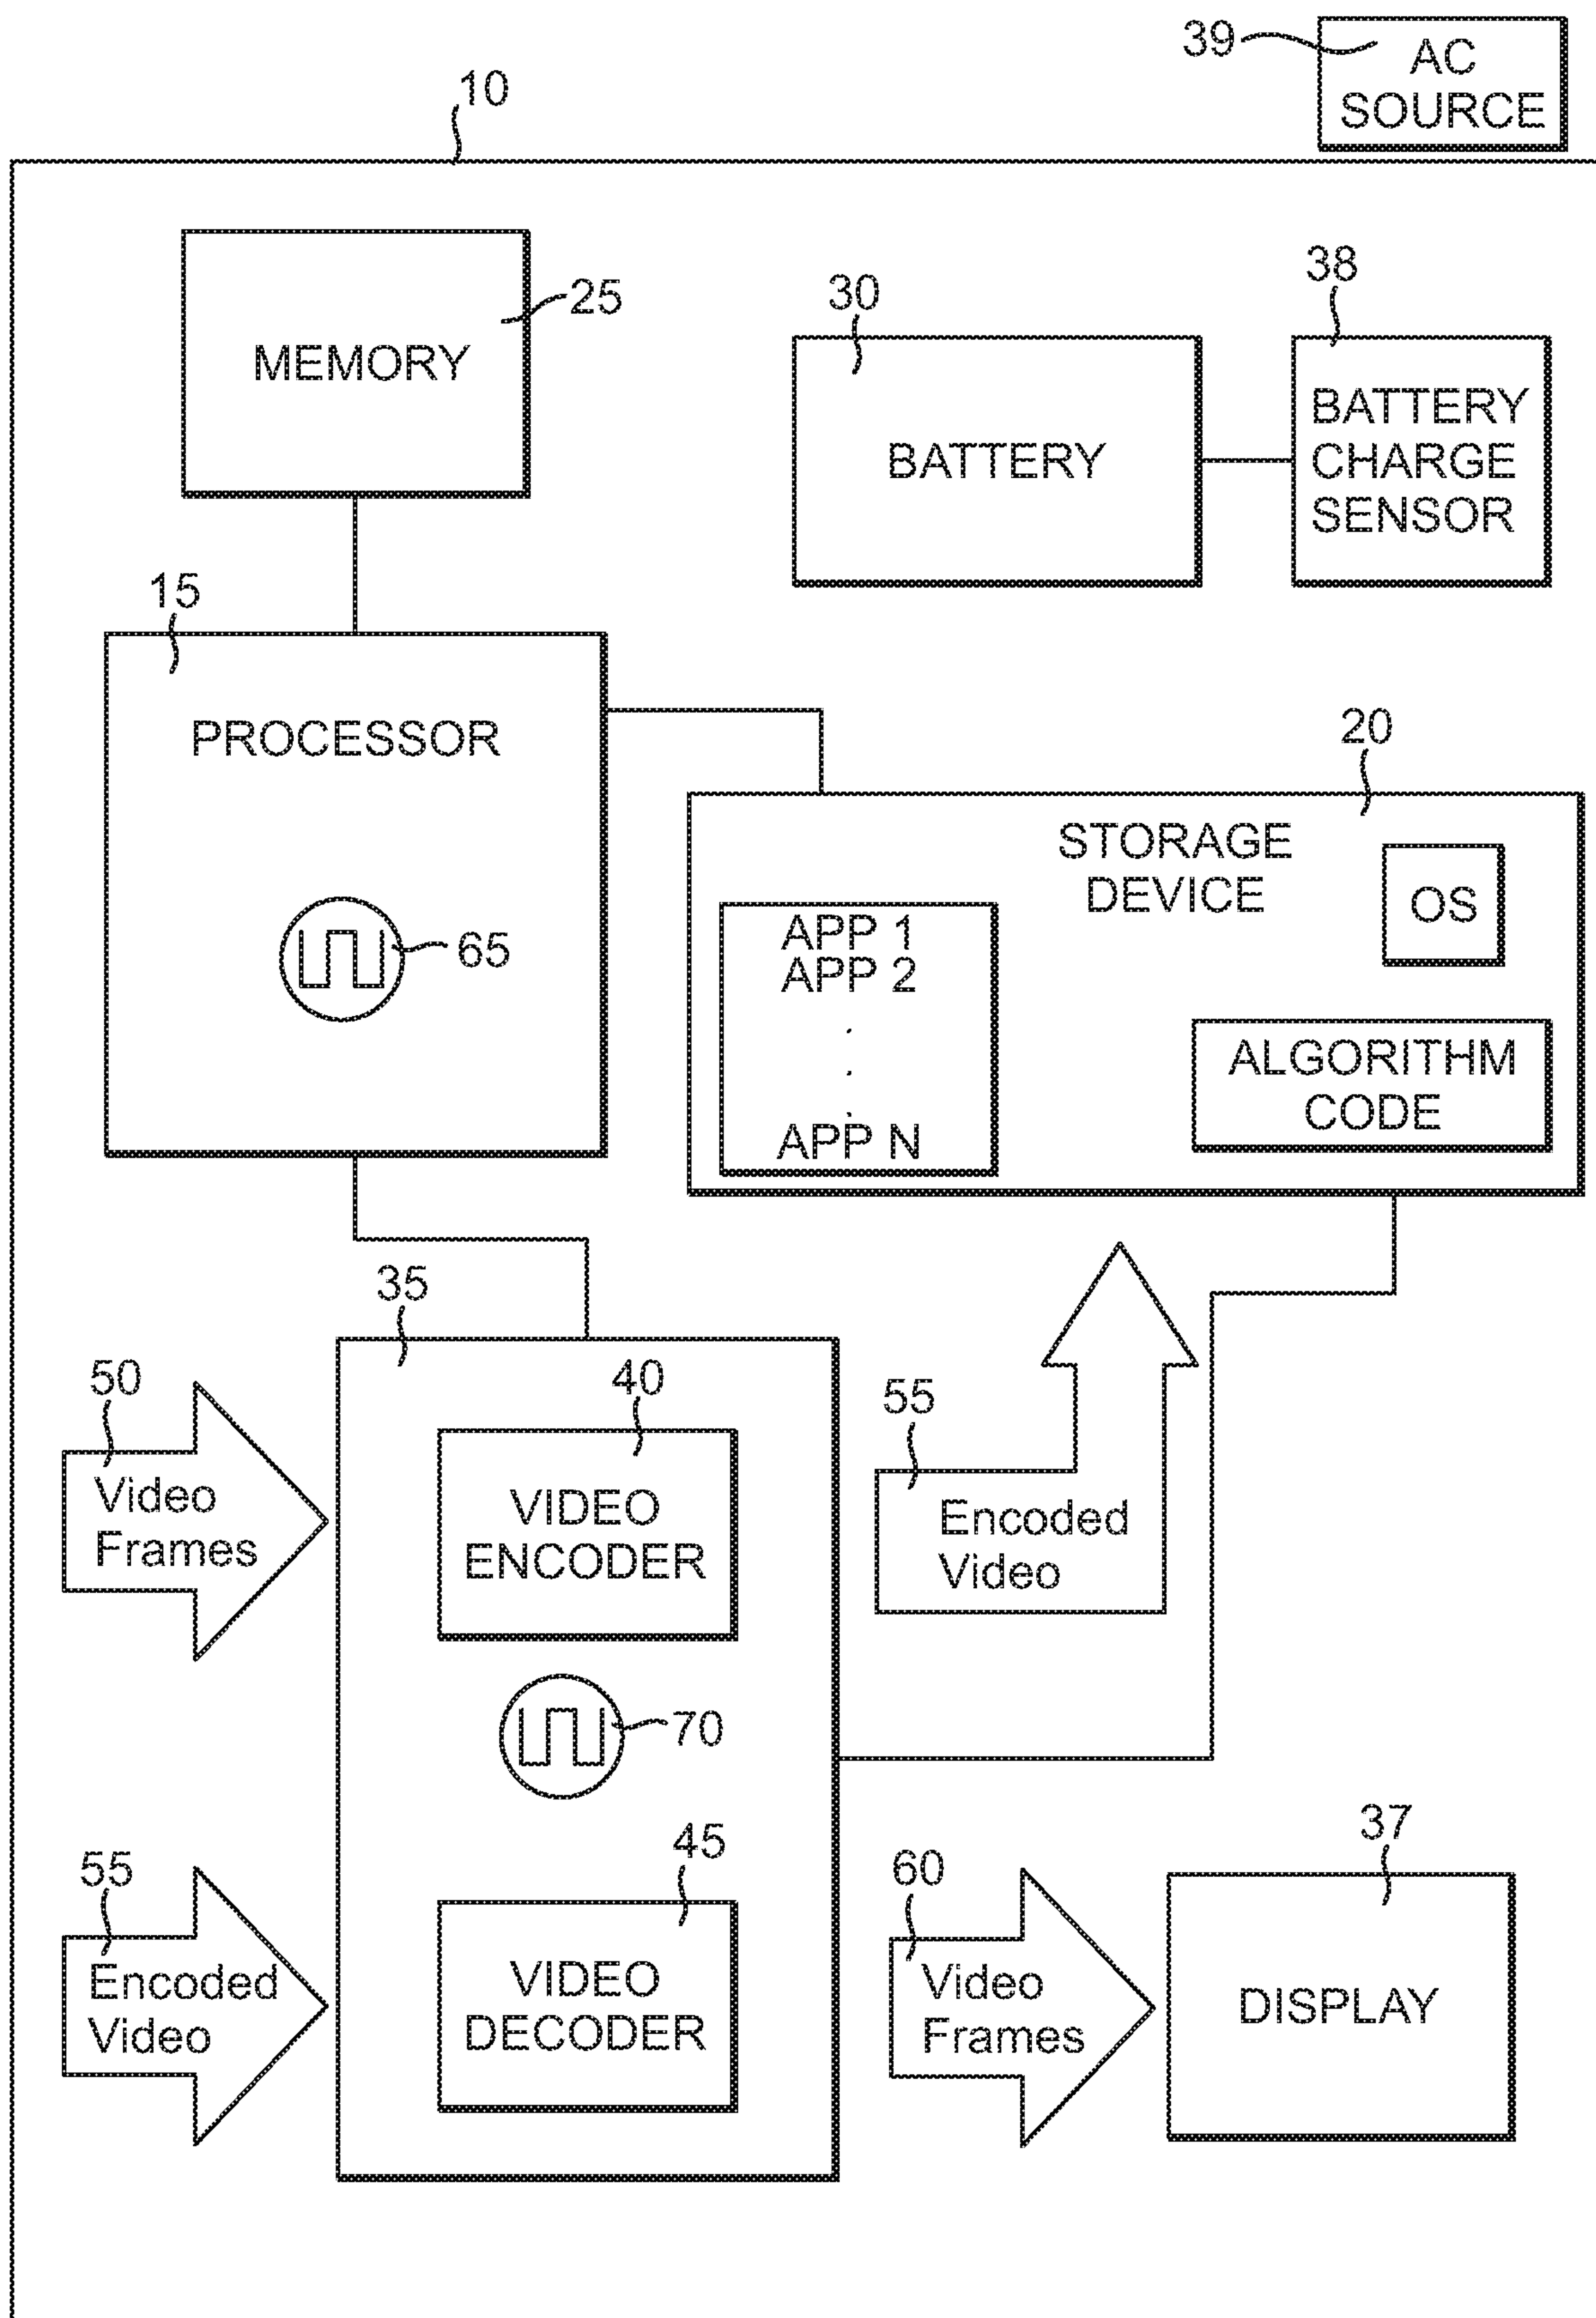 39
AC
SOURCE
10
MEMORY
25
30
BATTERY
38
BATTERY
CHARGE
SENSOR
15
PROCESSOR
65
20
STORAGE
DEVICE
OS
APP 1
APP 2
.
.
.
APP N
ALGORITHM
CODE
35
50
Video
Frames
40
VIDEO
ENCODER
55
Encoded
Video
70
55
Encoded
Video
45
VIDEO
DECODER
60
Video
Frames
37
DISPLAY